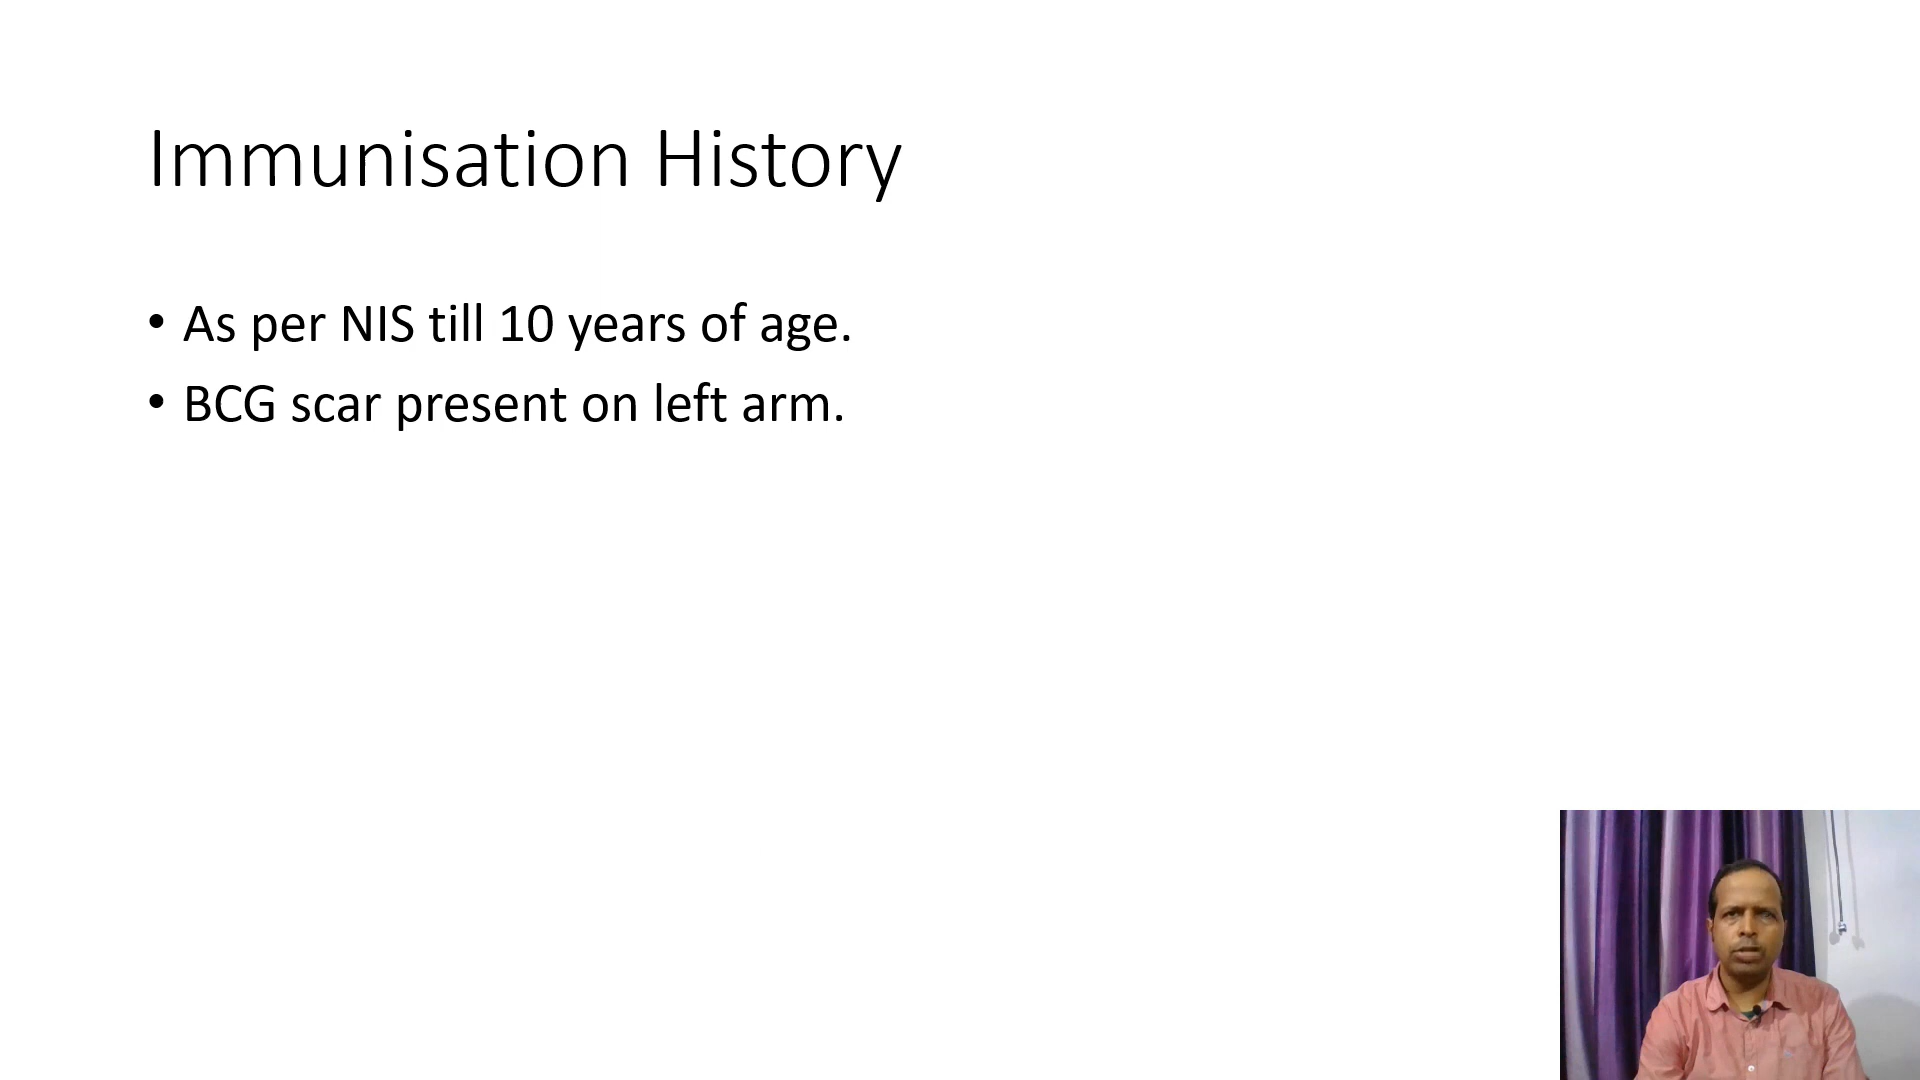 Immunisation History
• As per NIS till 10 years of age.
• BCG scar present on left arm.